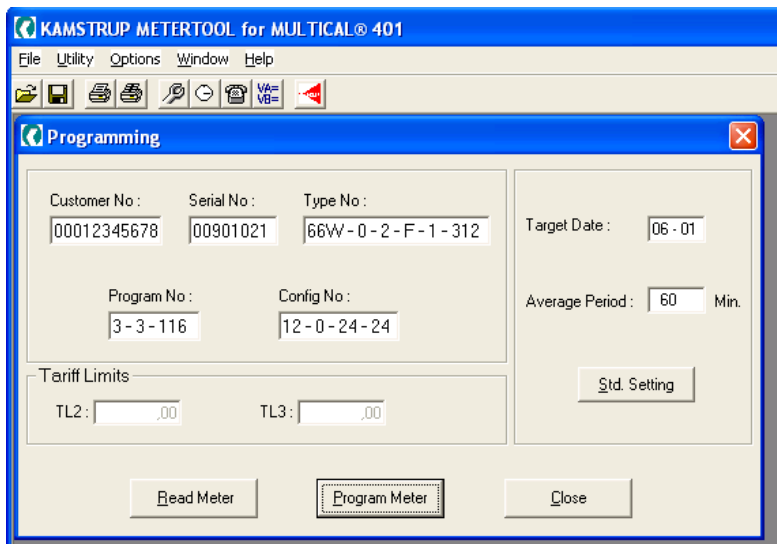 KAMSTRUP METERTOOL for MULTICAL® 401
File Utility Options Window Help
VA=
VB=
Programming
Customer No : Serial No : Type No :
00012345678 00901021 66W - 0 - 2 - F - 1 - 312
Target Date : 06 - 01
Program No : Config No :
3 - 3 - 116 12 - 0 - 24 - 24
Average Period : 60 Min.
Tariff Limits
TL2 : ,00 TL3 : ,00
Std. Setting
Read Meter Program Meter Close